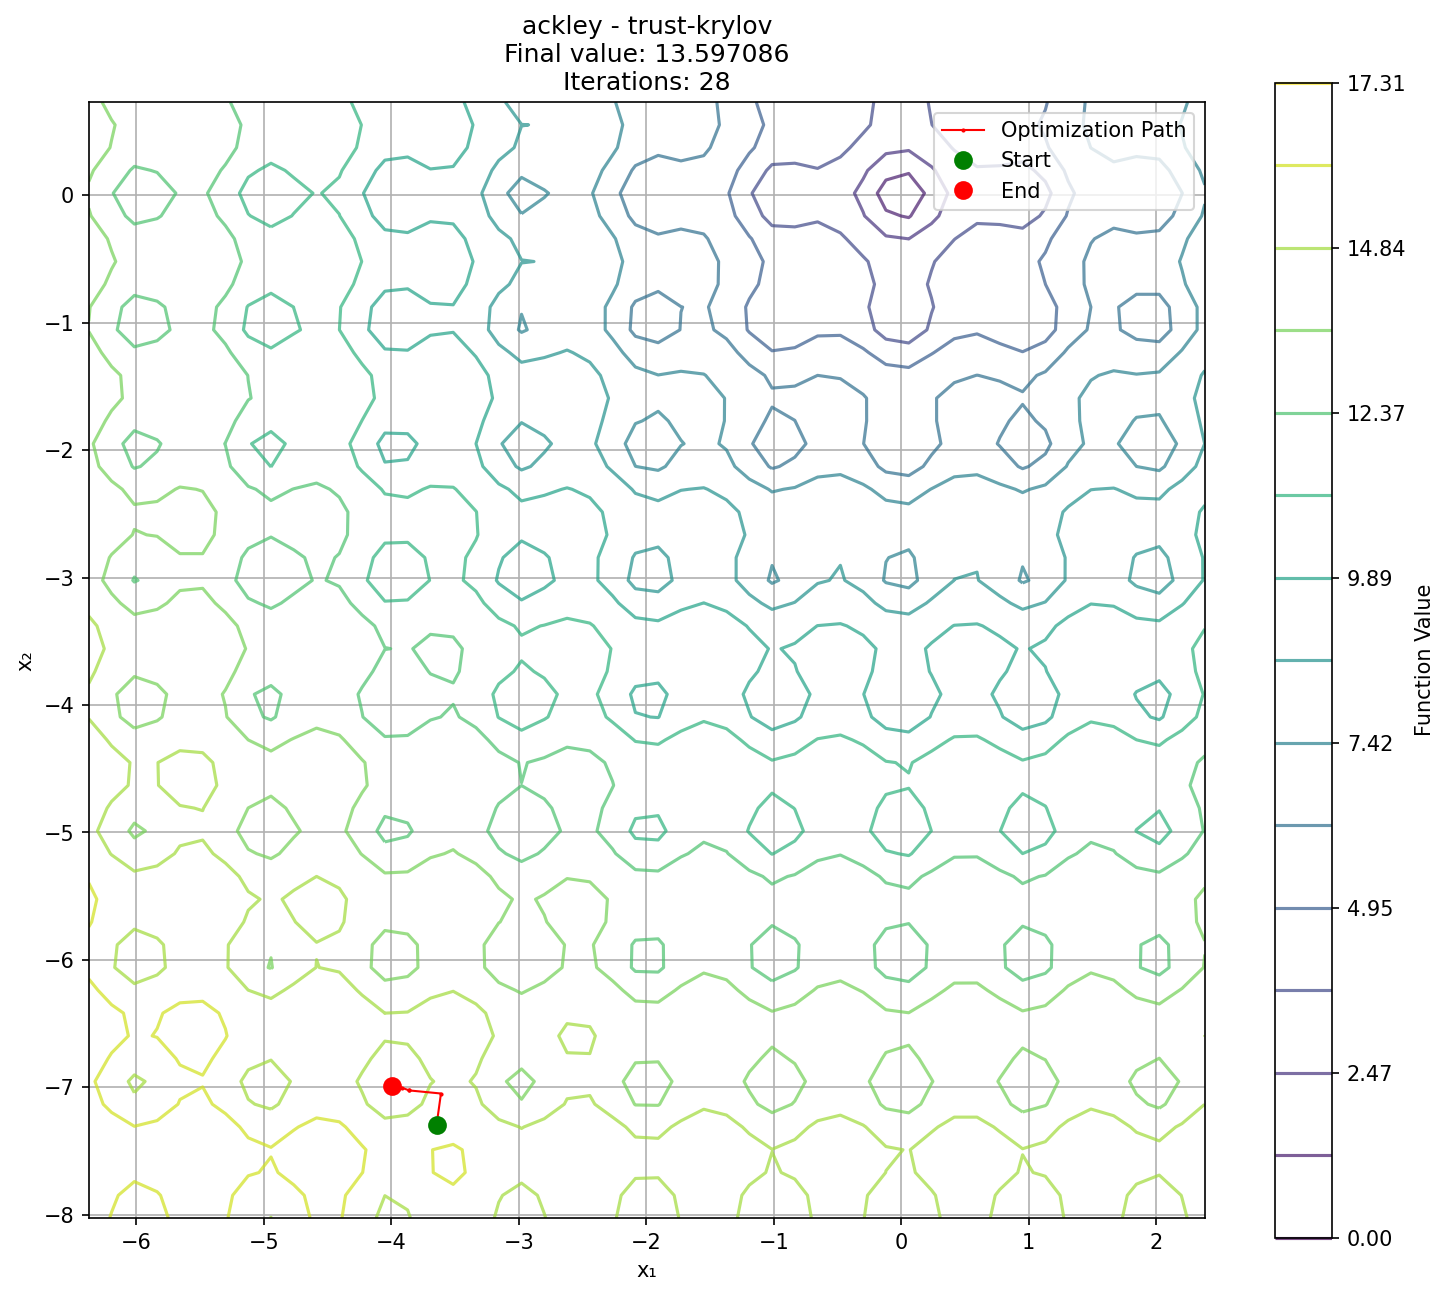 ackley - trust-krylov
Final value: 13.597086
Iterations: 28
Optimization Path
Start
End
0
−1
−2
−3
−4
−5
−6
−7
−8
x₂
−6
−5
−4
−3
−2
−1
0
1
2
x₁
17.31
14.84
12.37
9.89
7.42
4.95
2.47
0.00
Function Value